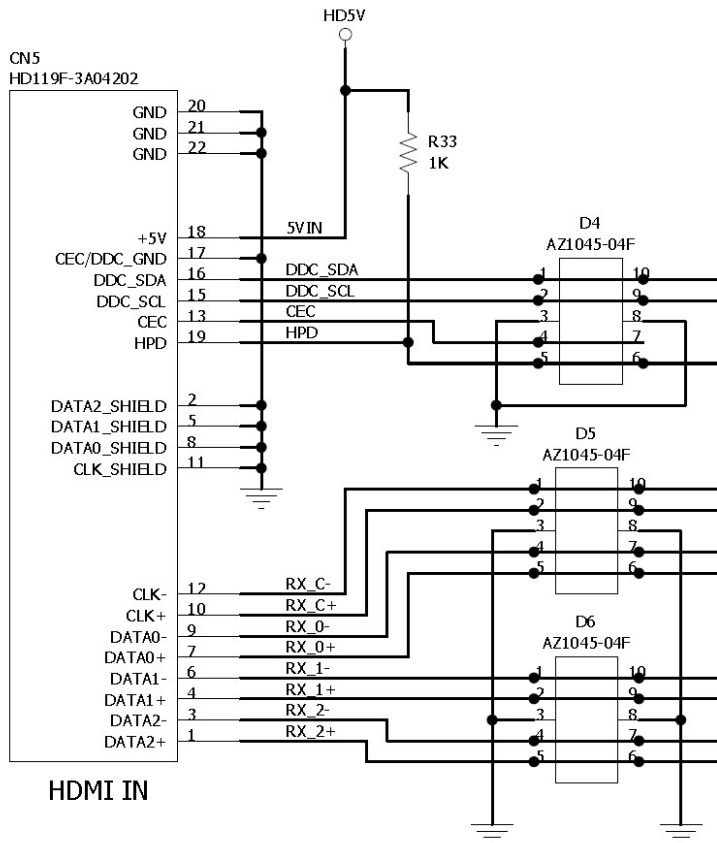 HD5V
CN5
HD119F-3A04202
GND 20
GND 21
GND 22
R33
1K
+5V 18 5VIN
CEC/DDC_GND 17
DDC_SDA 16 DDC_SDA
DDC_SCL 15 DDC_SCL
CEC 13 CEC
HPD 19 HPD
D4
AZ1045-04F
1 10
2 9
3 8
4 7
5 6
DATA2_SHIELD 2
DATA1_SHIELD 5
DATA0_SHIELD 8
CLK_SHIELD 11
D5
AZ1045-04F
1 10
2 9
3 8
4 7
5 6
CLK- 12 RX_C-
CLK+ 10 RX_C+
DATA0- 9 RX_0-
DATA0+ 7 RX_0+
DATA1- 6 RX_1-
DATA1+ 4 RX_1+
DATA2- 3 RX_2-
DATA2+ 1 RX_2+
D6
AZ1045-04F
1 10
2 9
3 8
4 7
5 6
HDMI IN